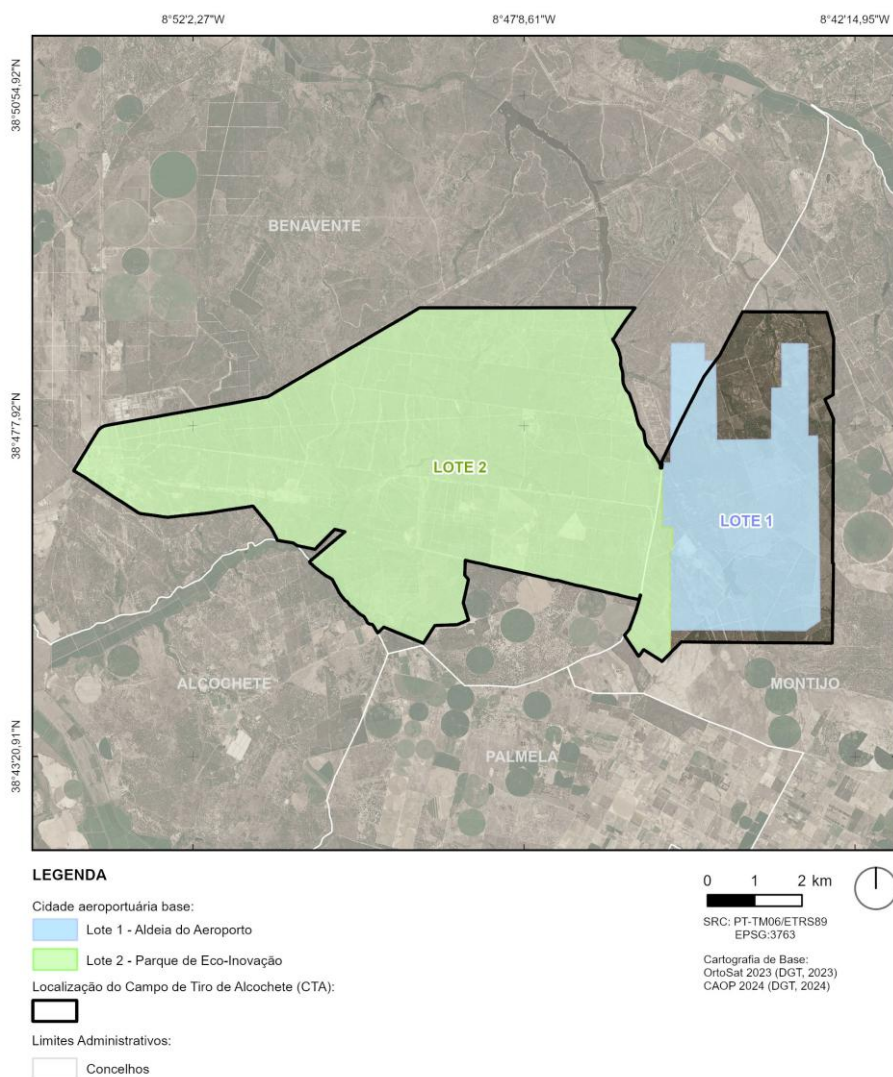 8°52'2,27"W
8°47'8,61"W
8°42'14,95"W
38°50'54,92"N
BENAVENTE
38°47'7,92"N
LOTE 2
LOTE 1
ALCOCHETE
MONTIJO
38°43'20,91"N
PALMELA
LEGENDA
Cidade aeroportuária base:
Lote 1 - Aldeia do Aeroporto
Lote 2 - Parque de Eco-Inovação
Localização do Campo de Tiro de Alcochete (CTA):
Limites Administrativos:
Concelhos
0 1 2 km
SRC: PT-TM06/ETRS89
EPSG:3763
Cartografia de Base:
OrtoSat 2023 (DGT, 2023)
CAOP 2024 (DGT, 2024)